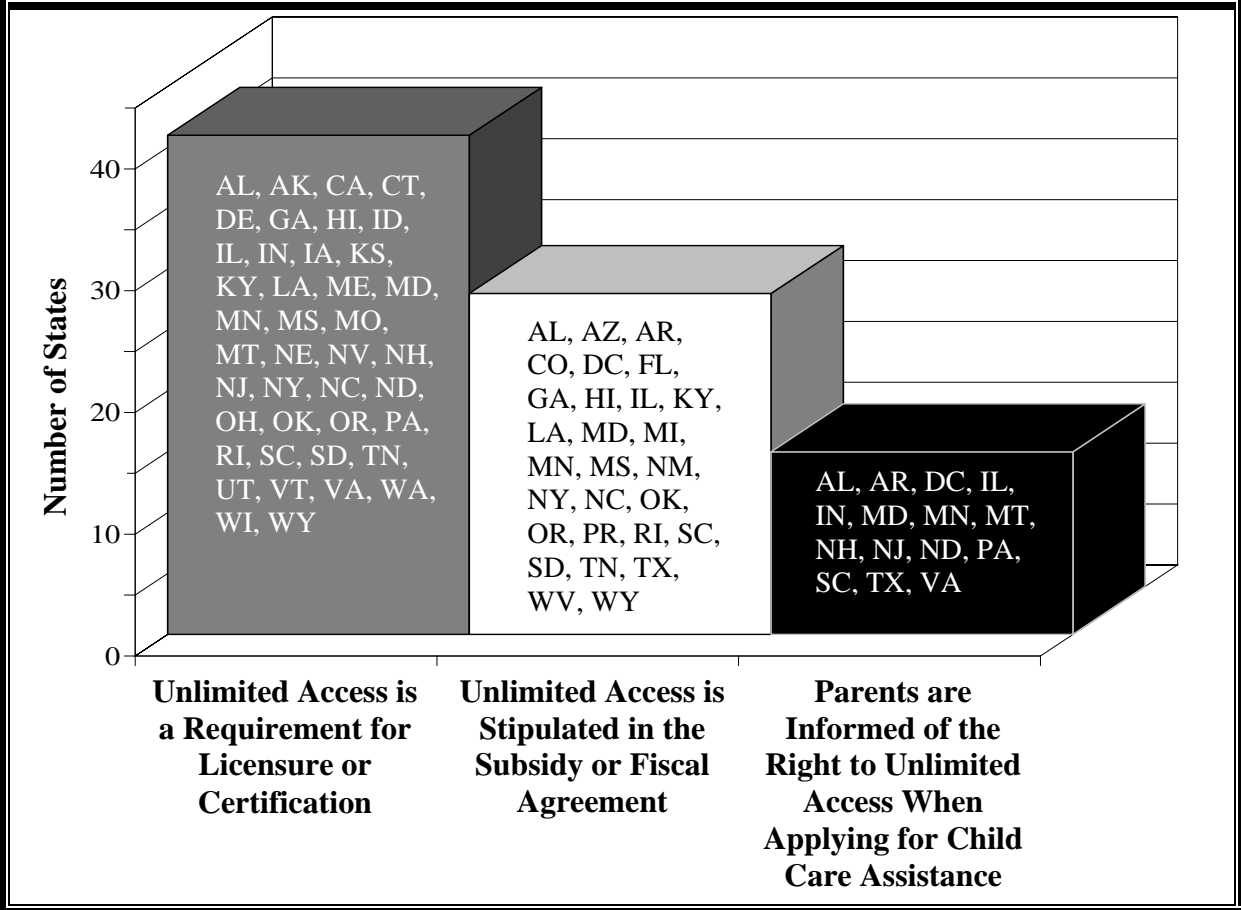 Number of States
40
30
20
10
0
AL, AK, CA, CT,
DE, GA, HI, ID,
IL, IN, IA, KS,
KY, LA, ME, MD,
MN, MS, MO,
MT, NE, NV, NH,
NJ, NY, NC, ND,
OH, OK, OR, PA,
RI, SC, SD, TN,
UT, VT, VA, WA,
WI, WY
AL, AZ, AR,
CO, DC, FL,
GA, HI, IL, KY,
LA, MD, MI,
MN, MS, NM,
NY, NC, OK,
OR, PR, RI, SC,
SD, TN, TX,
WV, WY
AL, AR, DC, IL,
IN, MD, MN, MT,
NH, NJ, ND, PA,
SC, TX, VA
Unlimited Access is
a Requirement for
Licensure or
Certification
Unlimited Access is
Stipulated in the
Subsidy or Fiscal
Agreement
Parents are
Informed of the
Right to Unlimited
Access When
Applying for Child
Care Assistance